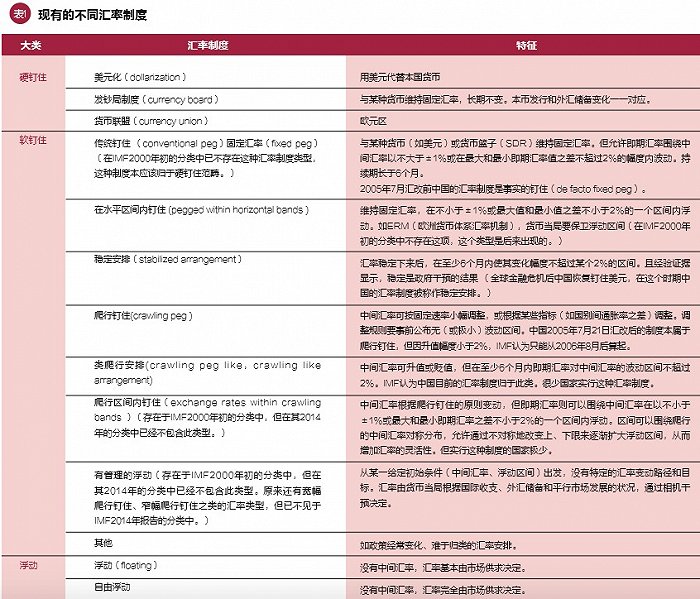 表1 现有的不同汇率制度
大类 汇率制度 特征
硬钉住 美元化（dollarization） 用美元代替本国货币
发钞局制度（currency board） 与某种货币维持固定汇率，长期不变。本币发行和外汇储备变化一一对应。
货币联盟（currency union） 欧元区
软钉住 传统钉住 （conventional peg）固定汇率（fixed peg） 与某种货币（如美元）或货币篮子（SDR）维持固定汇率。但允许即期汇率围绕中
（在IMF2000年初的分类中已不存在这种汇率制度类型， 间汇率以不大于±1%或在最大和最小即期汇率值之差不超过2%的幅度内波动。持
这种制度本应该归于硬钉住范畴。） 续期长于6个月。
2005年7月汇改前中国的汇率制度是事实的钉住（de facto fixed peg）。
在水平区间内钉住 (pegged within horizontal bands） 维持固定汇率，在不小于±1%或最大值和最小值之差不小于2%的一个区间内浮
动。如ERM（欧洲货币体系汇率机制），货币当局要保卫浮动区间（在IMF2000年
初的分类中不存在这项，这个类型是后来出现的。）
稳定安排（stabilized arrangement） 汇率稳定下来后，在至少6个月内使其变化幅度不超过某个2%的区间。且经验证据
显示，稳定是政府干预的结果 （全球金融危机后中国恢复钉住美元，在这个时期中
国的汇率制度被称作稳定安排。）
爬行钉住(crawling peg） 中间汇率可按固定速率小幅调整，或根据某些指标（如国别间通胀率之差）调整。调
整规则要事前公布无（或极小）波动区间。中国2005年7月21日汇改后的制度本属于
爬行钉住，但因升值幅度小于2%，IMF认为只能从2006年8月后算起。
类爬行安排(crawling peg like，crawling like 中间汇率可升值或贬值，但在至少6个月内即期汇率对中间汇率的波动区间不超过
arrangement) 2%。IMF认为中国目前的汇率制度归于此类。很少国家实行这种汇率制度。
爬行区间内钉住（exchange rates within crawling 中间汇率根据爬行钉住的原则变动，但即期汇率则可以围绕中间汇率在以不小于
bands ）（存在于IMF2000年初的分类中，但在其2014 ±1%或最大和最小即期汇率之差不小于2%的一个区间内浮动。区间可以围绕爬行
年的分类中已经不包含此类型。） 的中间汇率对称分布，允许通过不对称地改变上、下限来逐渐扩大浮动区间，从而
增加汇率的灵活性。但实行这种制度的国家极少。
有管理的浮动（存在于IMF2000年初的分类中，但在 从某一给定初始条件（中间汇率、浮动区间）出发，没有特定的汇率变动路径和目
其2014年的分类中已经不包含此类型。原来还有宽幅 标。汇率由货币当局根据国际收支、外汇储备和平行市场发展的状况，通过相机干
爬行钉住、窄幅爬行钉住之类的汇率类型，但已不见于 预决定。
IMF2014年报告的分类中。）
其他 如政策经常变化、难于归类的汇率安排。
浮动 浮动（floating） 没有中间汇率，汇率基本由市场供求决定。
自由浮动 没有中间汇率，汇率完全由市场供求决定。